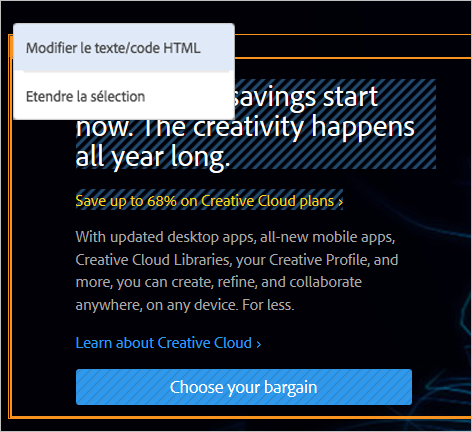 Modifier le texte/code HTML
Etendre la sélection
savings start
now. The creativity happens
all year long.
Save up to 68% on Creative Cloud plans ›
With updated desktop apps, all-new mobile apps,
Creative Cloud Libraries, your Creative Profile, and
more, you can create, refine, and collaborate
anywhere, on any device. For less.
Learn about Creative Cloud ›
Choose your bargain